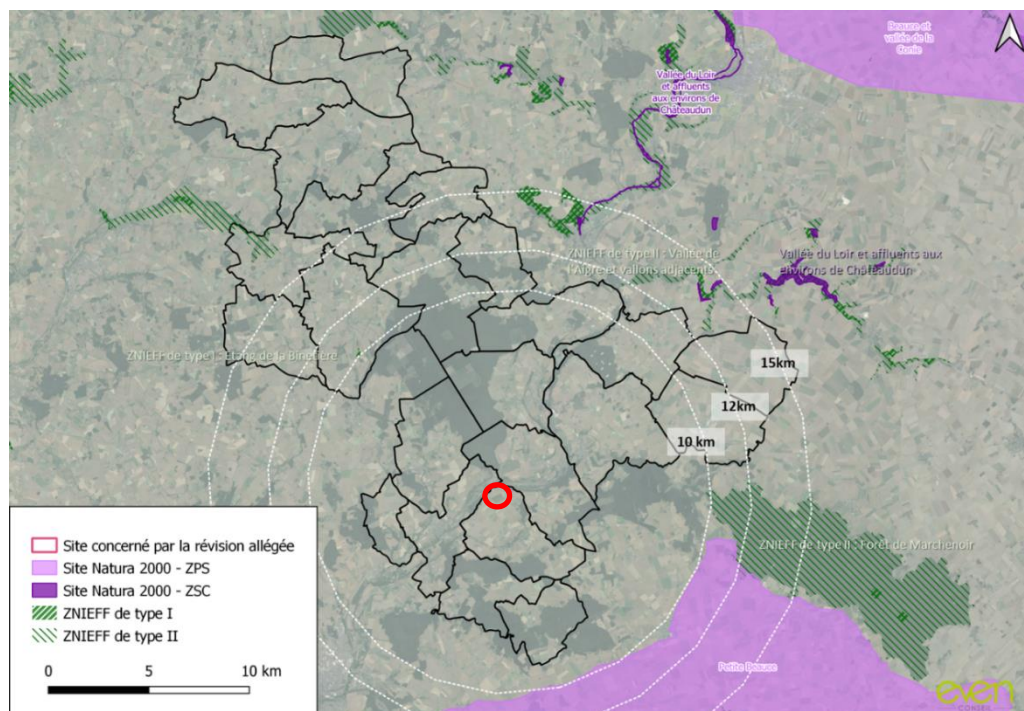 Beauce et
vallée de la
Conie
Vallée du Loir
et affluents
aux environs de
Châteaudun
ZNIEFF de type II : Vallée de
l'Aigre et vallons adjacents
Vallée du Loir et affluents aux
environs de Châteaudun
ZNIEFF de type I : Etang de la Binetière
15km
12km
10 km
ZNIEFF de type II : Forêt de Marchenoir
Petite Beauce
Site concerné par la révision allégée
Site Natura 2000 - ZPS
Site Natura 2000 - ZSC
ZNIEFF de type I
ZNIEFF de type II
0 5 10 km
even
CONSEIL